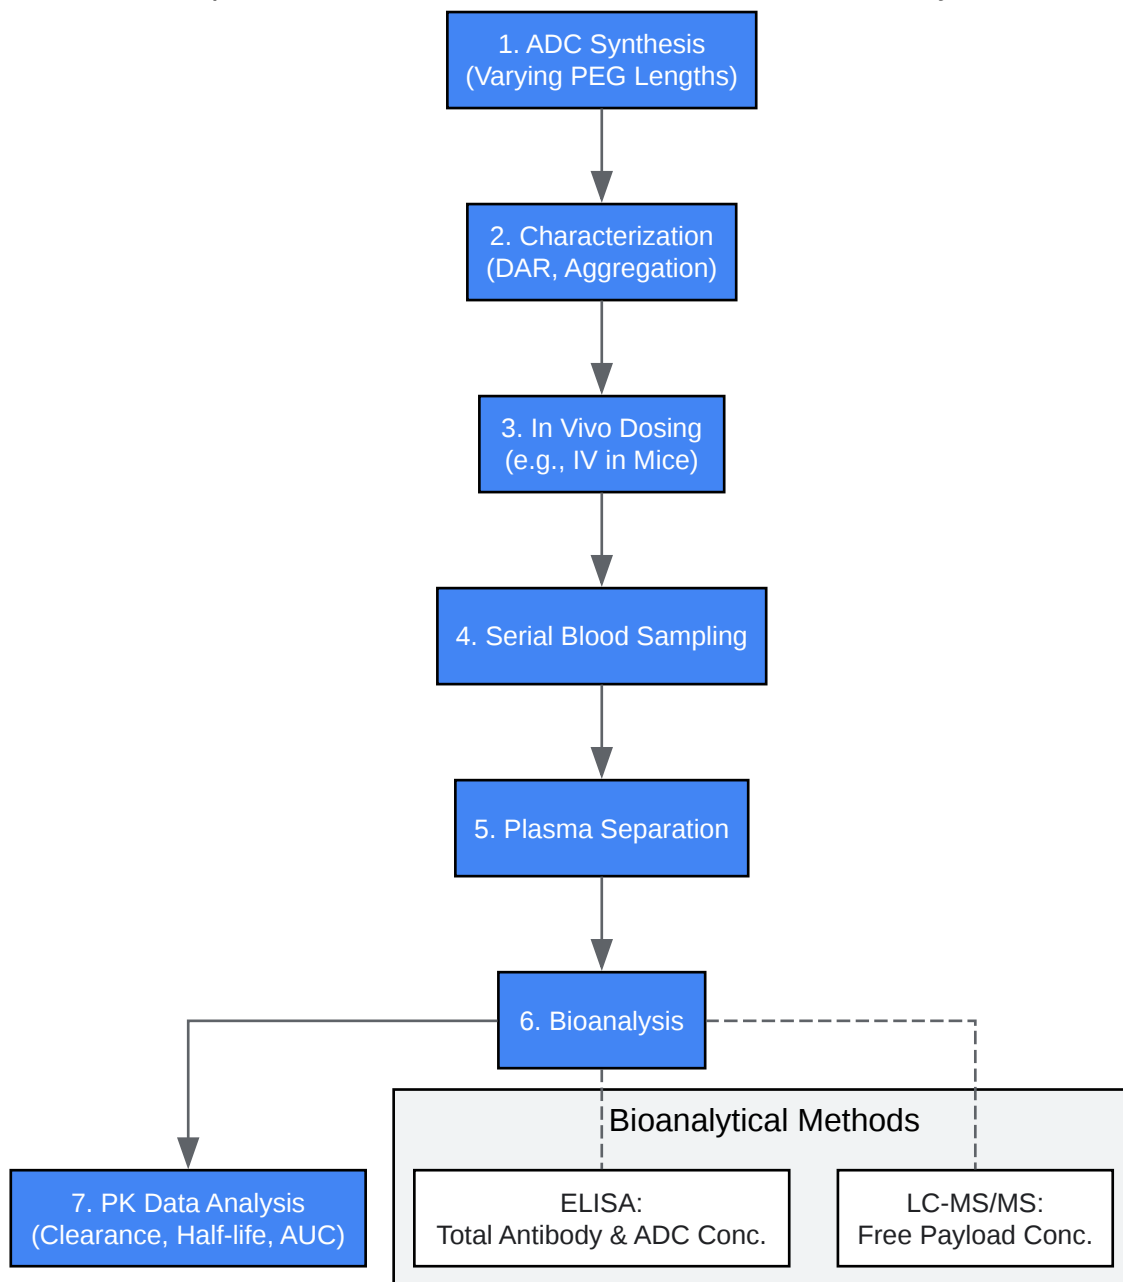 1. ADC Synthesis
(Varying PEG Lengths)
2. Characterization
(DAR, Aggregation)
3. In Vivo Dosing
(e.g., IV in Mice)
4. Serial Blood Sampling
5. Plasma Separation
6. Bioanalysis
Bioanalytical Methods
7. PK Data Analysis
(Clearance, Half-life, AUC)
ELISA:
Total Antibody & ADC Conc.
LC-MS/MS:
Free Payload Conc.